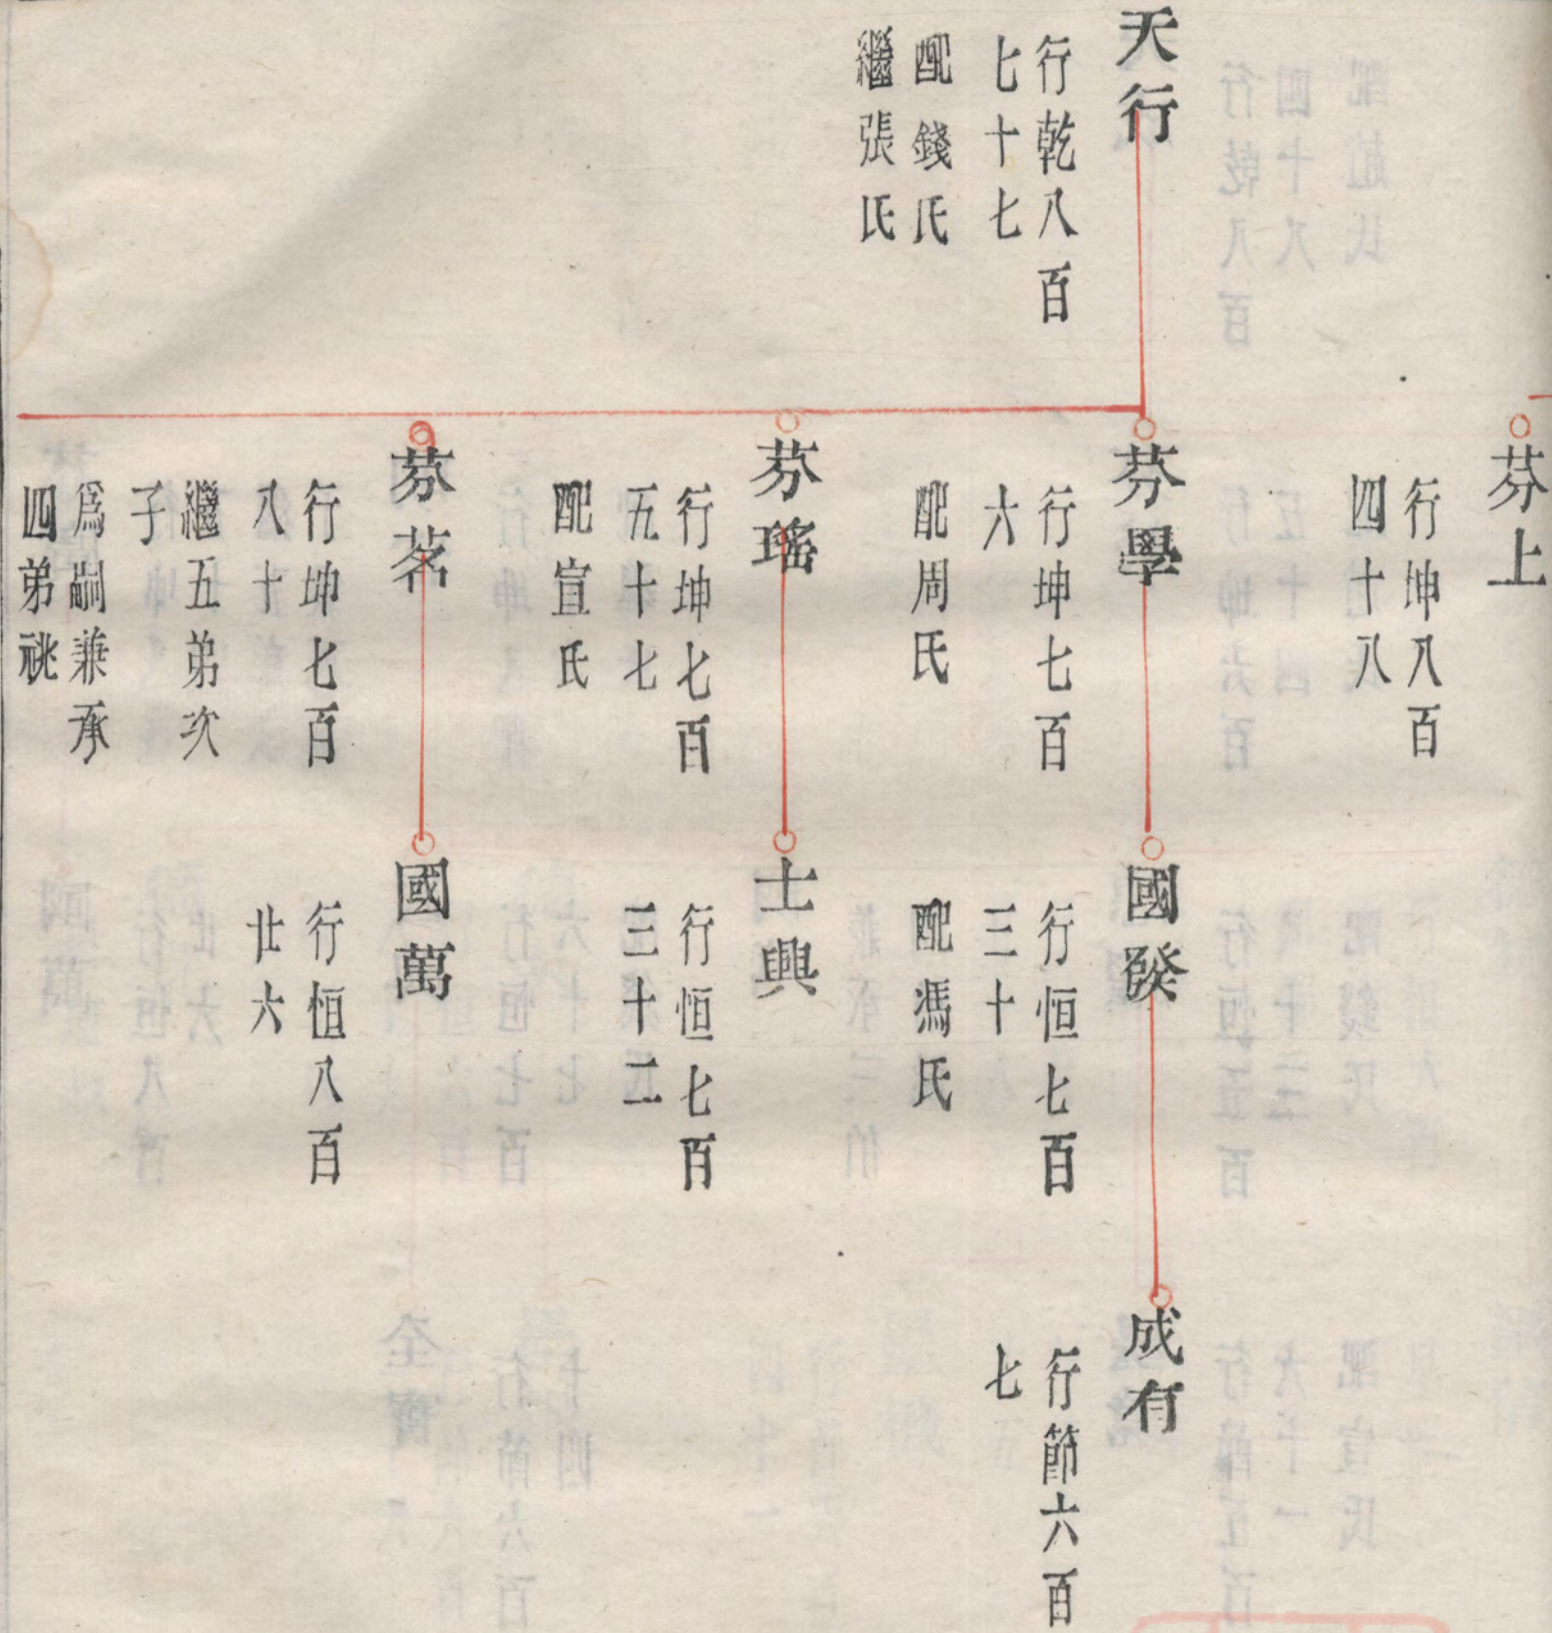 天行
行乾八百
七十七
配錢氏
繼張氏
芬上
行坤八百
四十八
芬學
行坤七百
六
配周氏
芬瑤
行坤七百
五十七
配宣氏
芬茗
行坤七百
八十
繼五弟次
子
爲嗣兼承
四弟祧
國
行恒七百
三十
配馮氏
士興
行恒七百
三十二
國萬
行恒八百
廿六
成有
行節六百
七